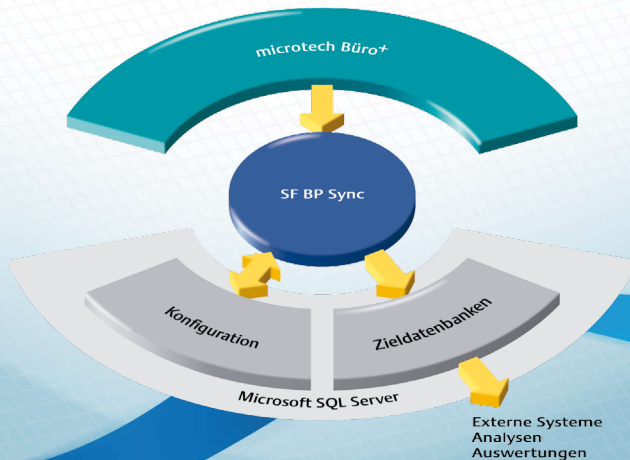 microtech Büro+
SF BP Sync
Konfiguration
Zieldatenbanken
Microsoft SQL Server
Externe Systeme
Analysen
Auswertungen